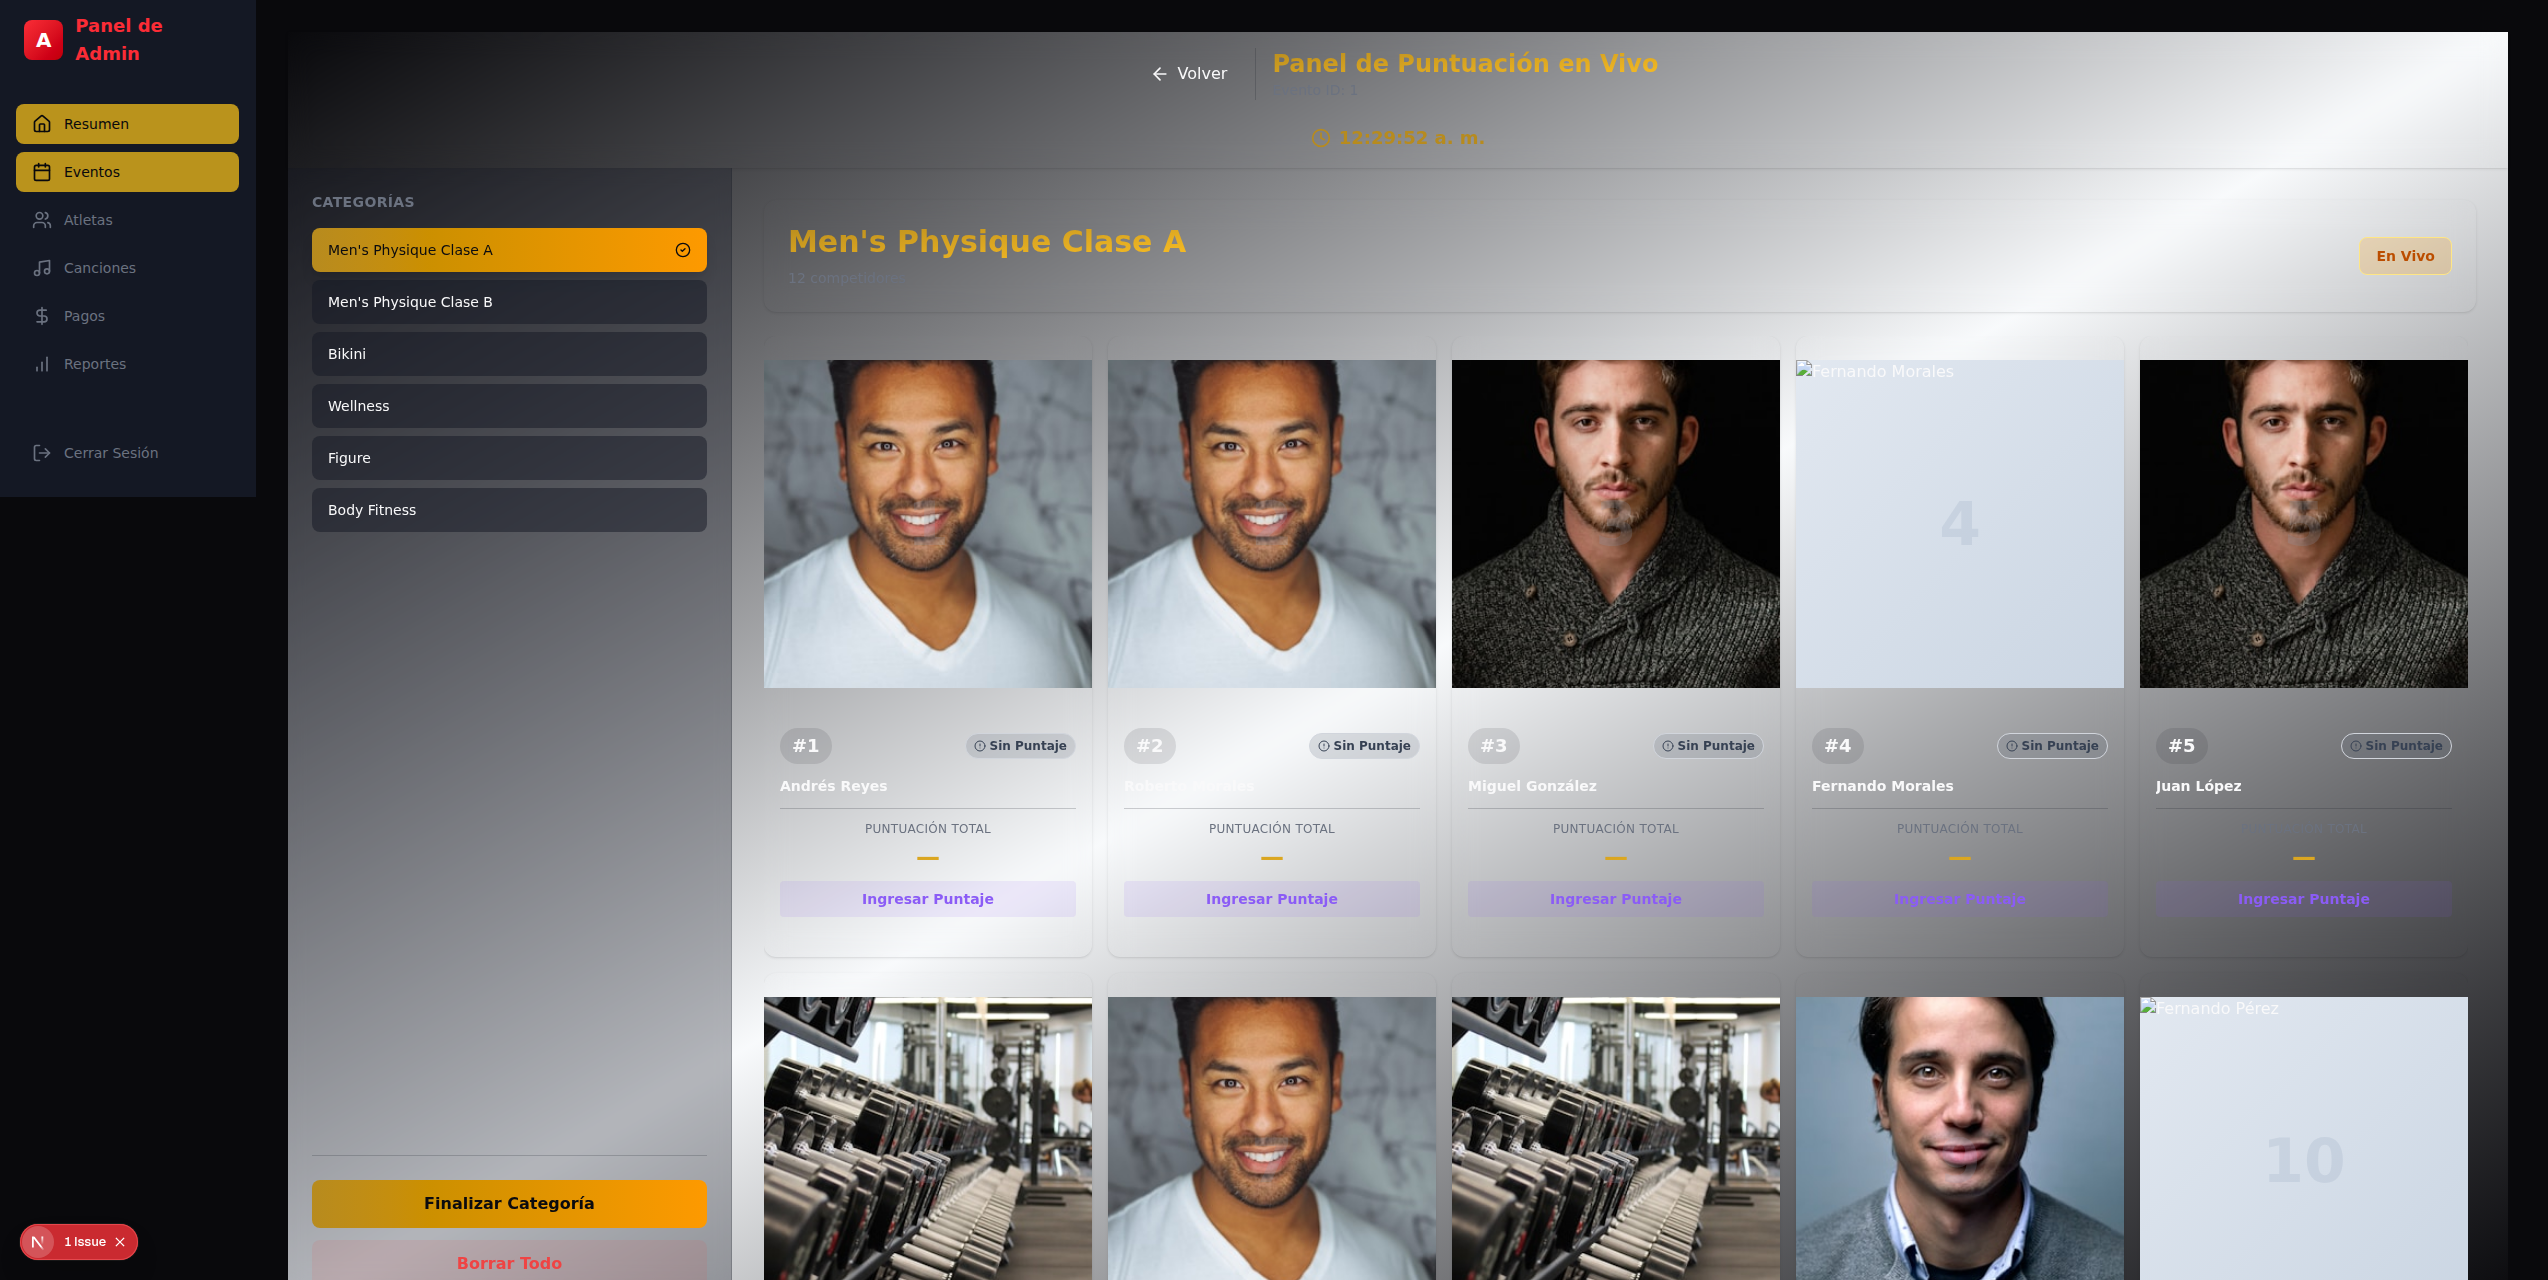 A
Panel de
Admin
Resumen
Eventos
Atletas
Canciones
Pagos
Reportes
Cerrar Sesión
Volver
Panel de Puntuación en Vivo
ID: 1
12:29:52 a. m.
CATEGORÍAS
Men's Physique Clase A
Men's Physique Clase B
Bikini
Wellness
Figure
Body Fitness
Finalizar Categoría
Borrar Todo
N
1 Issue
Men's Physique Clase A
12 competidores
En Vivo
Fernando Morales
4
#1
Sin Puntaje
Andrés Reyes
PUNTUACIÓN TOTAL
—
Ingresar Puntaje
#2
Sin Puntaje
PUNTUACIÓN TOTAL
—
Ingresar Puntaje
#3
Sin Puntaje
Miguel González
PUNTUACIÓN TOTAL
—
Ingresar Puntaje
#4
Sin Puntaje
Fernando Morales
PUNTUACIÓN TOTAL
—
Ingresar Puntaje
#5
Sin Puntaje
Juan López
TOTAL
—
Ingresar Puntaje
Fernando Pérez
10